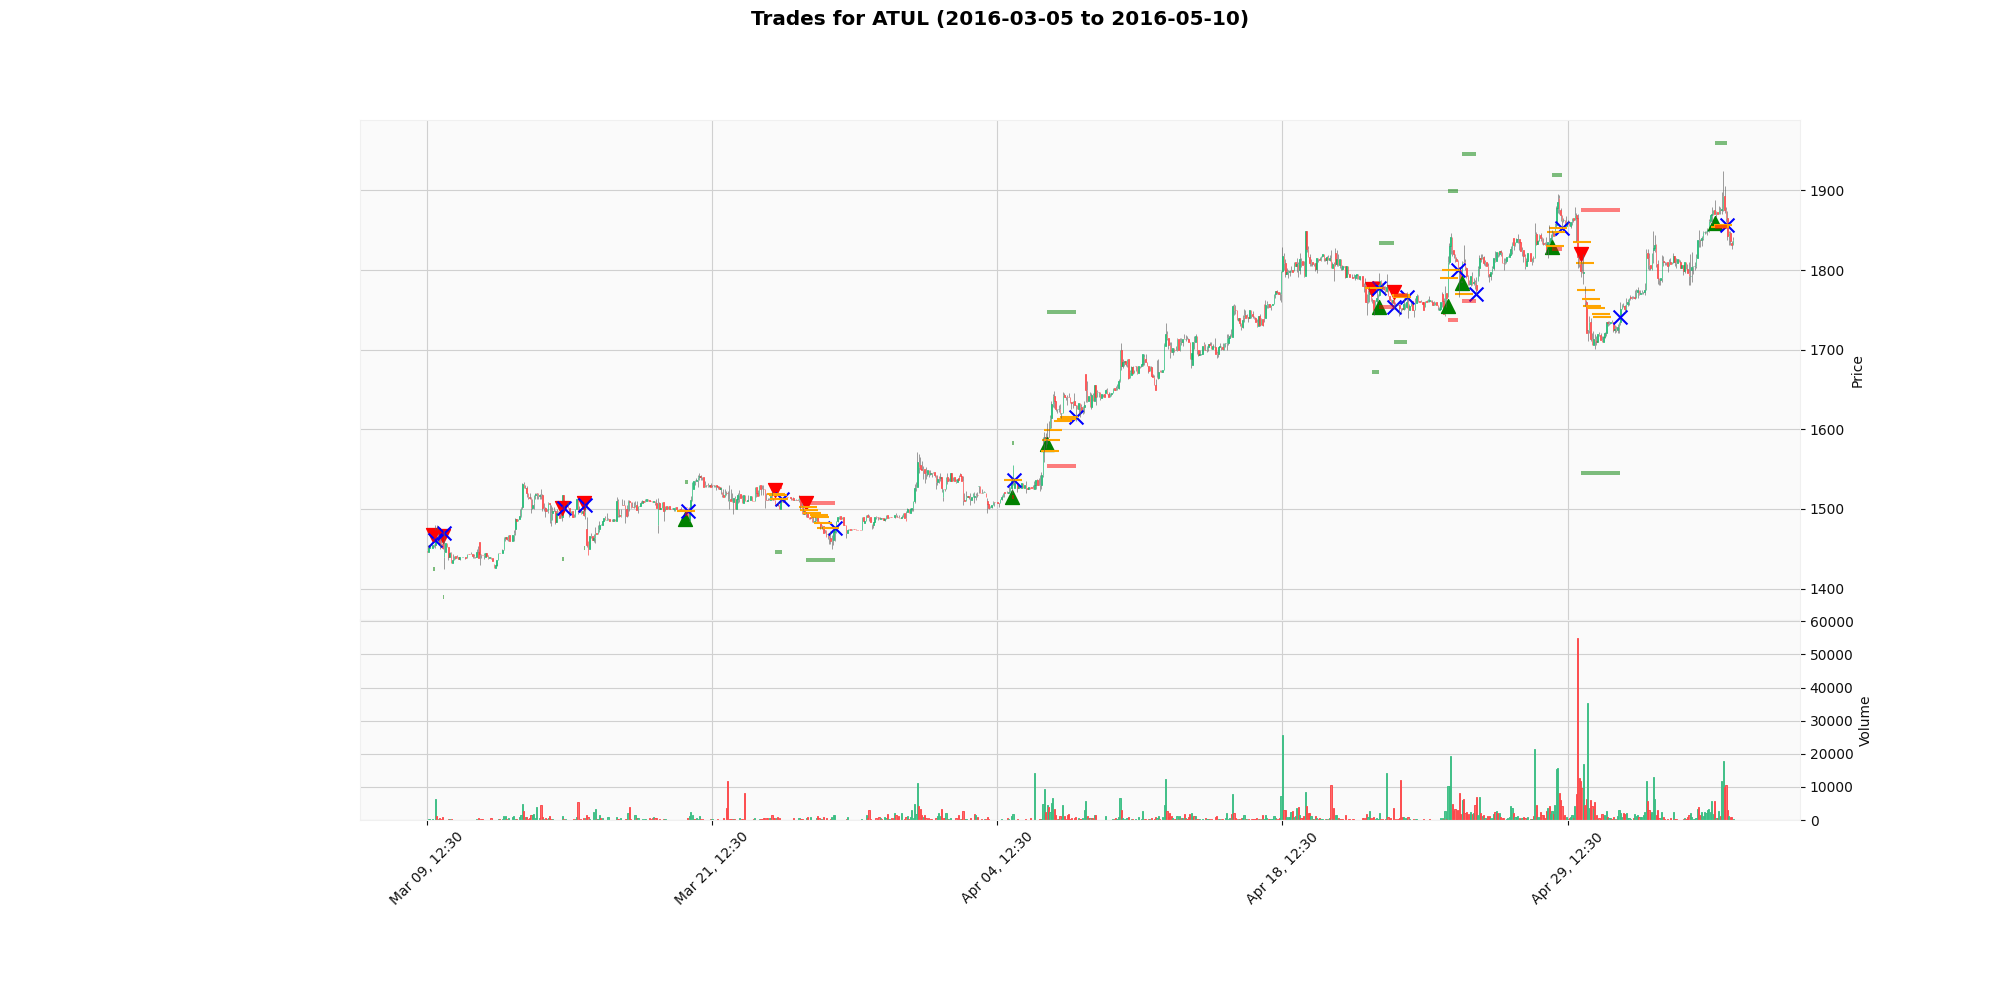 Trades for ATUL (2016-03-05 to 2016-05-10)
1900
1800
1700
1600
1500
1400
Price
60000
50000
40000
30000
20000
10000
0
Volume
Mar 09, 12:30
Mar 21, 12:30
Apr 04, 12:30
Apr 18, 12:30
Apr 29, 12:30